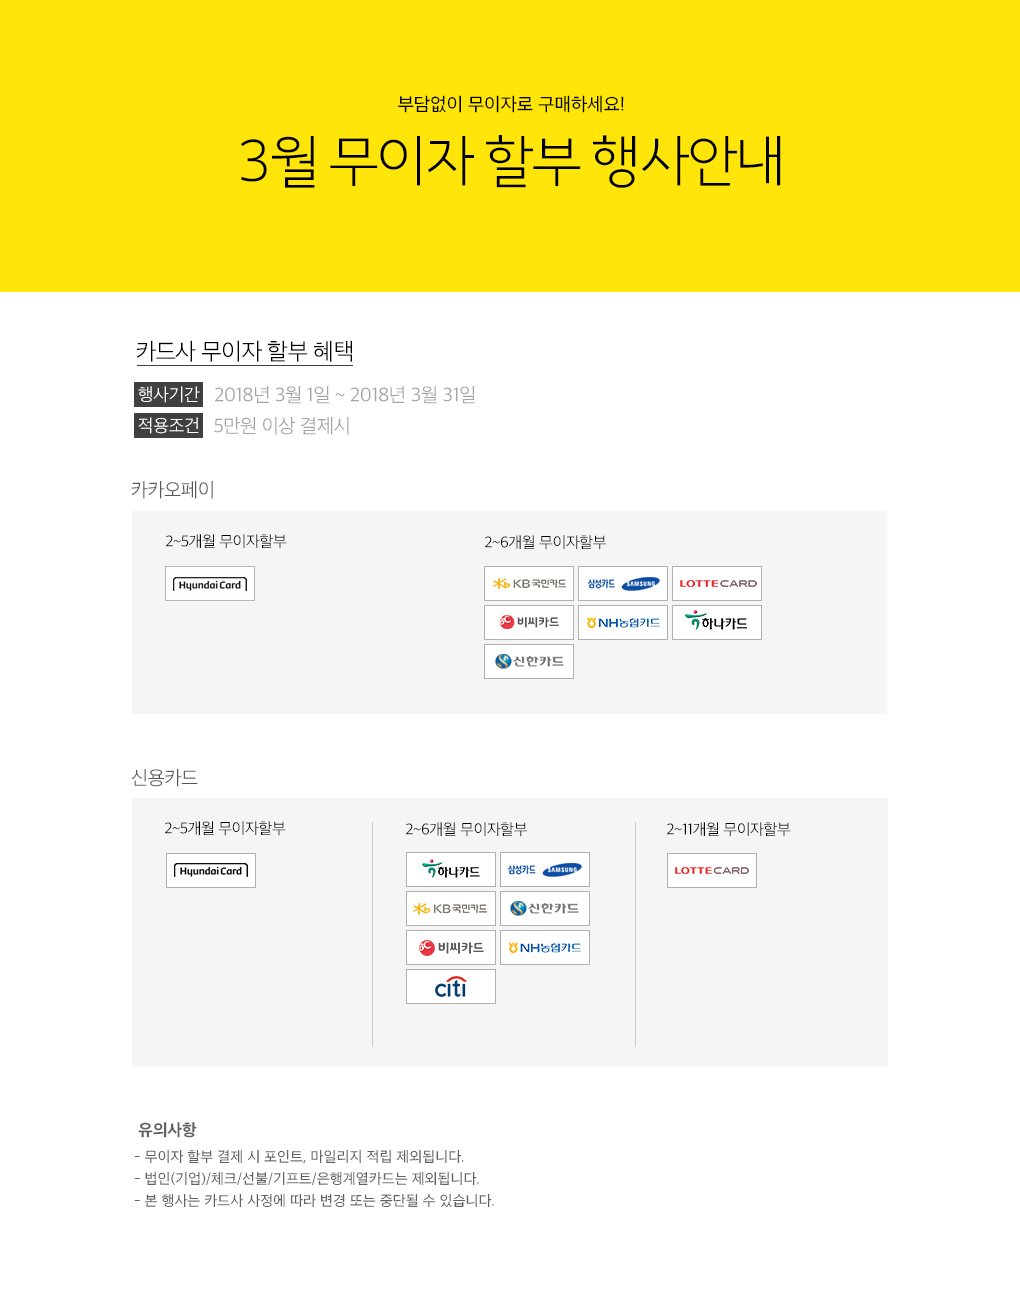 부담없이 무이자로 구매하세요!
3월 무이자 할부 행사안내
카드사 무이자 할부 혜택
행사기간 2018년 3월 1일 ~ 2018년 3월 31일
적용조건 5만원 이상 결제시
카카오페이
2~5개월 무이자할부
Hyundai Card
2~6개월 무이자할부
KB국민카드 삼성카드 SAMSUNG LOTTECARD
비씨카드 NH농협카드 하나카드
신한카드
신용카드
2~5개월 무이자할부
Hyundai Card
2~6개월 무이자할부
하나카드 삼성카드 SAMSUNG
KB국민카드 신한카드
비씨카드 NH농협카드
citi
2~11개월 무이자할부
LOTTECARD
유의사항
- 무이자 할부 결제 시 포인트, 마일리지 적립 제외됩니다.
- 법인(기업)/체크/선불/기프트/은행계열카드는 제외됩니다.
- 본 행사는 카드사 사정에 따라 변경 또는 중단될 수 있습니다.